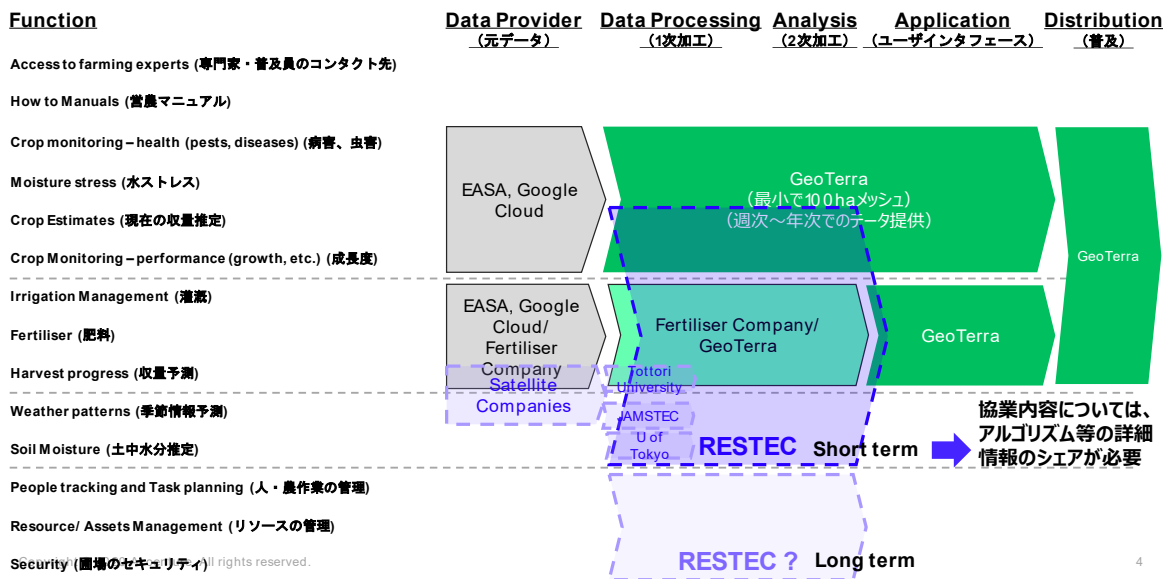 Function
Data Provider
(元データ)
Data Processing
(1次加工)
Analysis
(2次加工)
Application
(ユーザインタフェース)
Distribution
(普及)
Access to farming experts (専門家・普及員のコンタクト先)
How to Manuals (営農マニュアル)
Crop monitoring – health (pests, diseases) (病害、虫害)
Moisture stress (水ストレス)
Crop Estimates (現在の収量推定)
Crop Monitoring – performance (growth, etc.) (成長度)
Irrigation Management (灌漑)
Fertiliser (肥料)
Harvest progress (収量予測)
Weather patterns (季節情報予測)
Soil Moisture (土中水分推定)
People tracking and Task planning (人・農作業の管理)
Resource/ Assets Management (リソースの管理)
Security (圃場のセキュリティ)
EASA, Google
Cloud
GeoTerra
(最小で100haメッシュ)
(週次～年次でのデータ提供)
GeoTerra
EASA, Google
Cloud/
Fertiliser
Company
Fertiliser Company/
GeoTerra
GeoTerra
Satellite
Companies
Tottori
University
JAMSTEC
U of
Tokyo
RESTEC Short term
協業内容については、
アルゴリズム等の詳細
情報のシェアが必要
RESTEC ? Long term
All rights reserved.
4